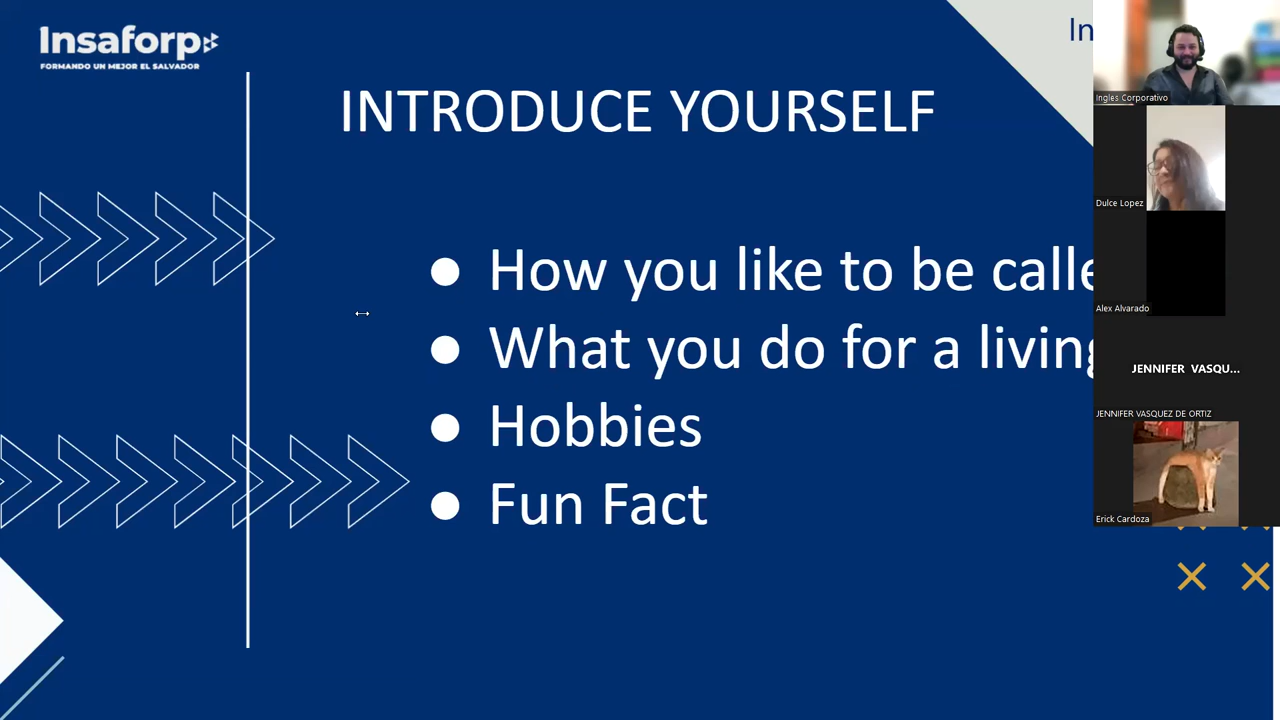 Insaforp
FORMANDO UN MEJOR EL SALVADOR
In
INTRODUCE YOURSELF
● How you like to be calle
● What you do for a living
● Hobbies
● Fun Fact
Ingles Corporativo
Dulce Lopez
Alex Alvarado
JENNIFER VASQU...
JENNIFER VASQUEZ DE ORTIZ
Erick Cardoza